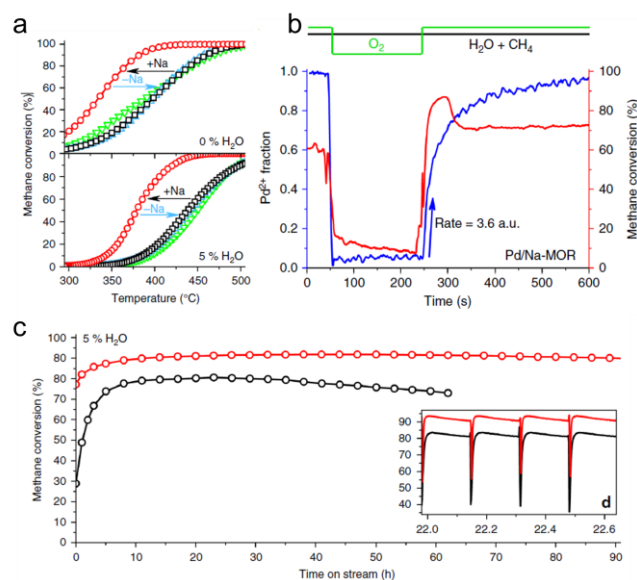 a
Methane conversion (%)
100
80
60
40
20
0
+Na
−Na
0 % H₂O
80
60
40
20
0
+Na
−Na
5 % H₂O
300 350 400 450 500
Temperature (°C)
b
O₂
H₂O + CH₄
Pd²⁺ fraction
1.0
0.8
0.6
0.4
0.2
0.0
Rate = 3.6 a.u.
Pd/Na-MOR
100
80
60
40
20
0
Methane conversion (%)
0 100 200 300 400 500 600
Time (s)
c
5 % H₂O
Methane conversion (%)
100
90
80
70
60
50
40
30
20
10
0
0 10 20 30 40 50 60 70 80 90
Time on stream (h)
90
80
70
60
50
40
d
22.0 22.2 22.4 22.6